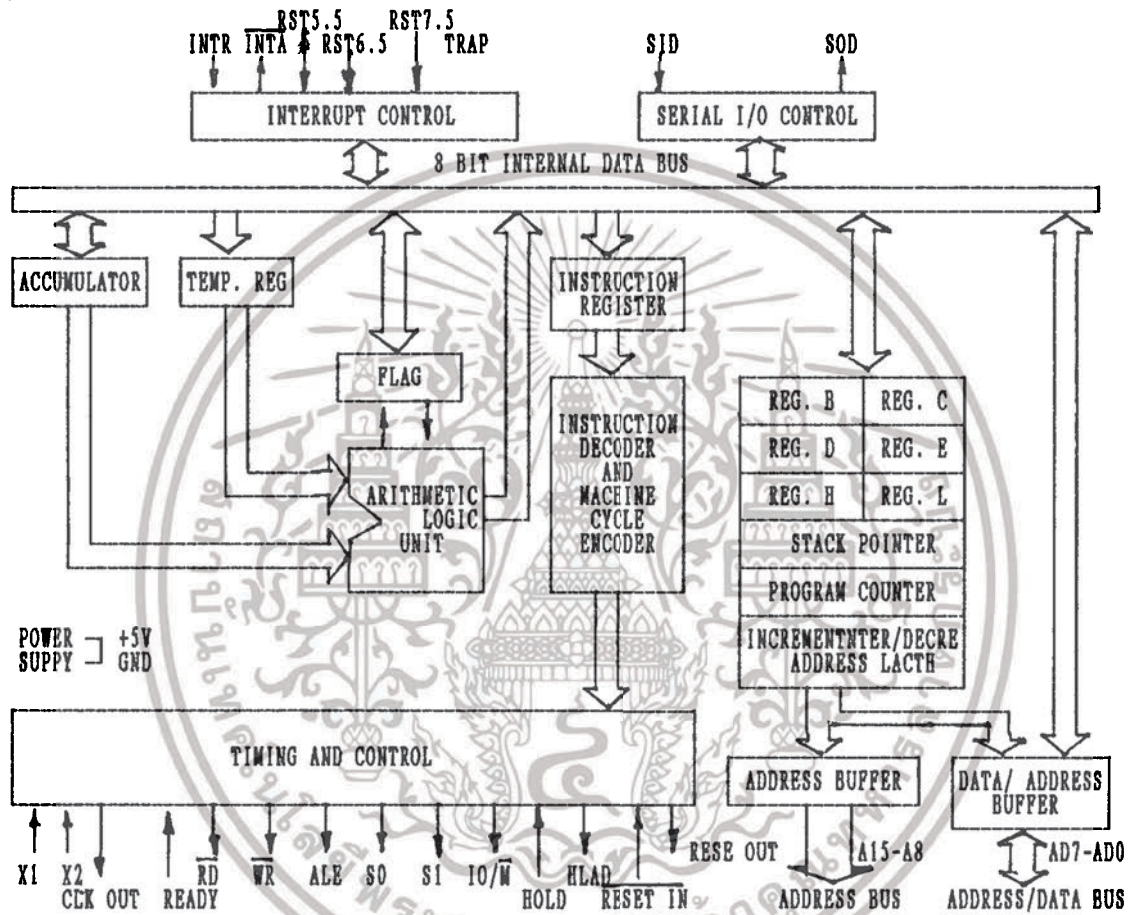 RST5.5 RST7.5
INTR INTA RST6.5 TRAP SID SOD
INTERRUPT CONTROL SERIAL I/O CONTROL
8 BIT INTERNAL DATA BUS
ACCUMULATOR TEMP. REG INSTRUCTION
REGISTER
FLAG
INSTRUCTION
DECODER
AND
MACHINE
CYCLE
ENCODER
REG. B REG. C
REG. D REG. E
REG. H REG. L
STACK POINTER
PROGRAM COUNTER
INCREMENTNTER/DECRE
ADDRESS LACTH
ARITHMETIC
LOGIC
UNIT
POWER +5V
SUPPY GND
TIMING AND CONTROL
ADDRESS BUFFER
DATA/ ADDRESS
BUFFER
X1 X2 CLK OUT READY RD WR ALE S0 S1 IO/M HOLD HLAD RESET IN RESE OUT
A15-A8 AD7-AD0
ADDRESS BUS ADDRESS/DATA BUS